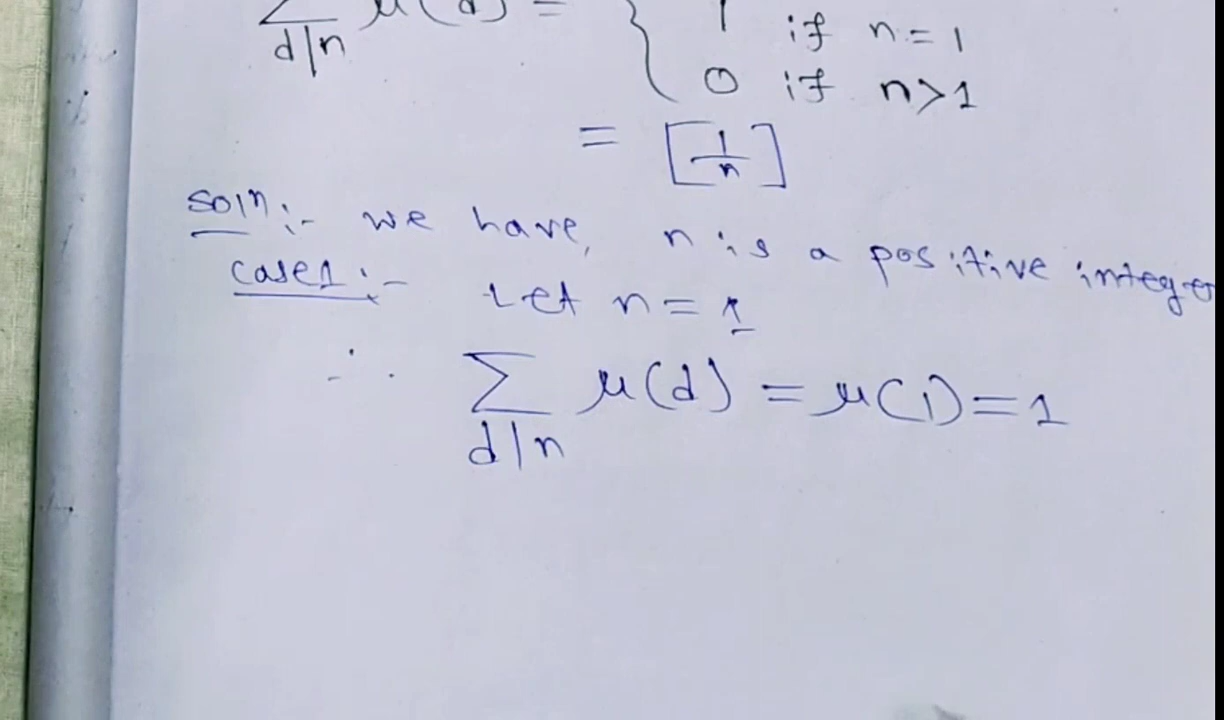 ∑ μ(d) = { 1 if n = 1
d|n
0 if n>1
= [1/n]
Soln:- we have, n is a positive integer
case1:- Let n = 1
∴ ∑ μ(d) = μ(1) = 1
d|n